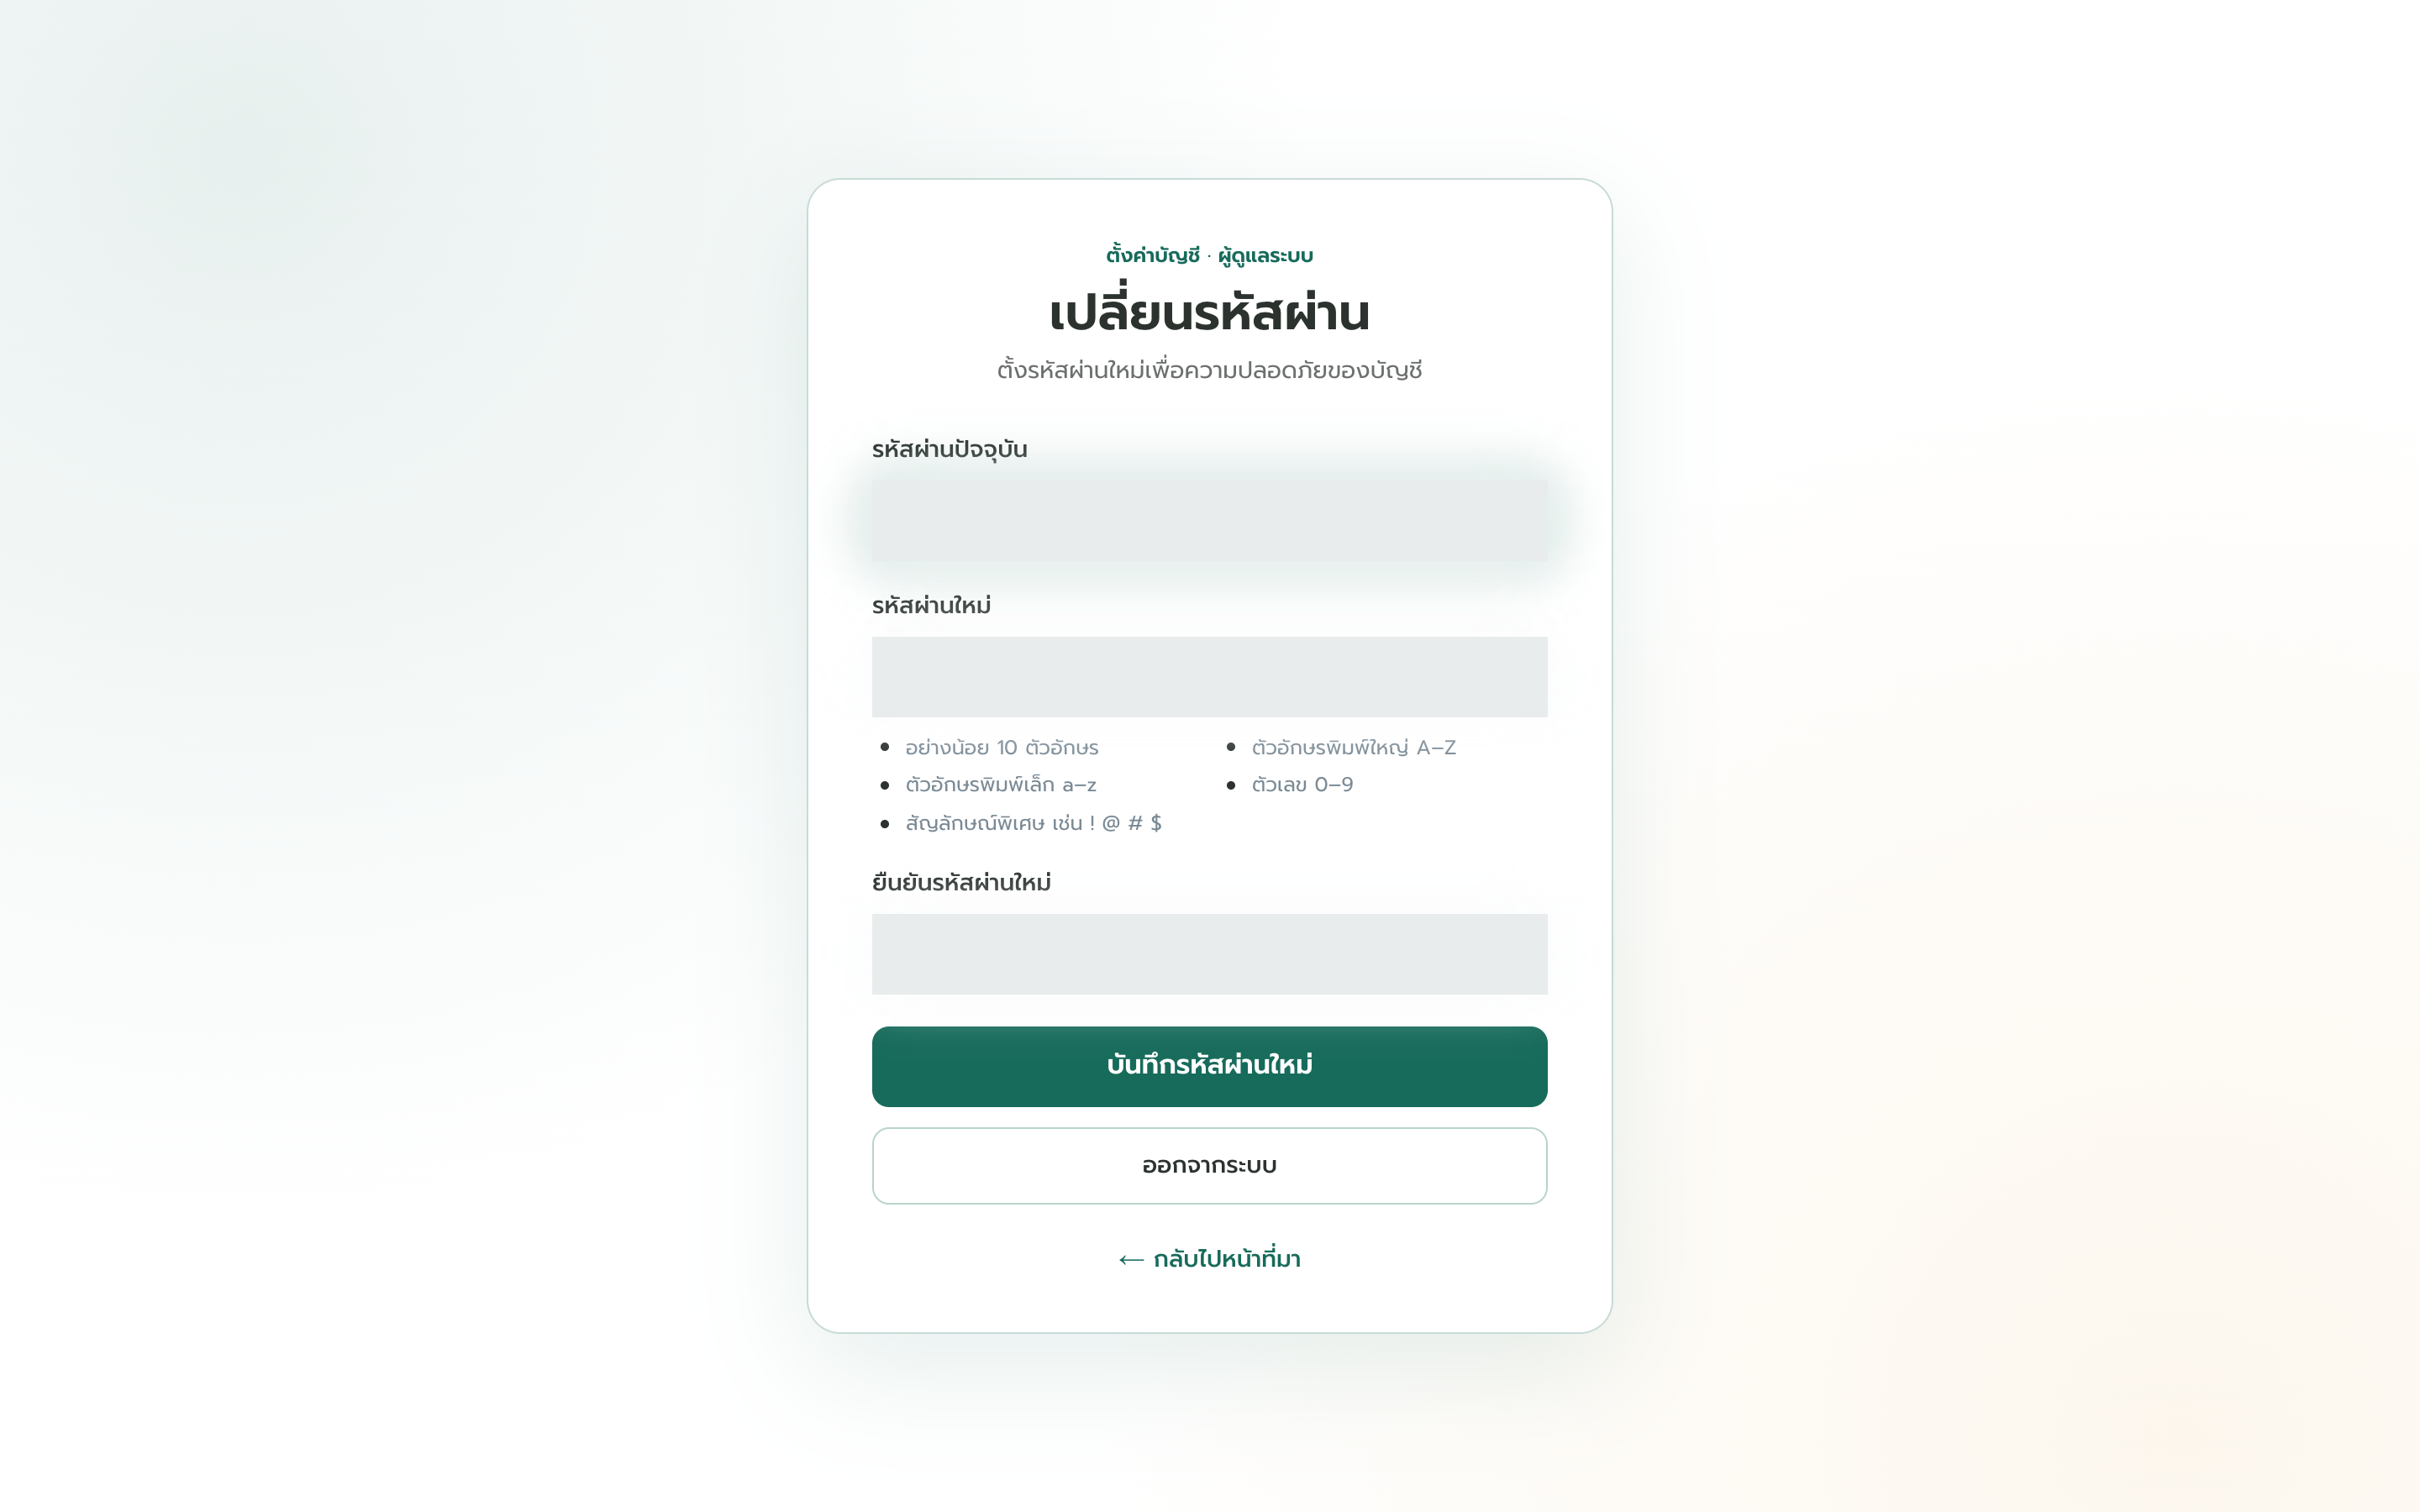 ตั้งค่าบัญชี · ผู้ดูแลระบบ
เปลี่ยนรหัสผ่าน
ตั้งรหัสผ่านใหม่เพื่อความปลอดภัยของบัญชี
รหัสผ่านปัจจุบัน
รหัสผ่านใหม่
• อย่างน้อย 10 ตัวอักษร
• ตัวอักษรพิมพ์ใหญ่ A–Z
• ตัวอักษรพิมพ์เล็ก a–z
• ตัวเลข 0–9
• สัญลักษณ์พิเศษ เช่น ! @ # $
ยืนยันรหัสผ่านใหม่
บันทึกรหัสผ่านใหม่
ออกจากระบบ
← กลับไปหน้าที่มา